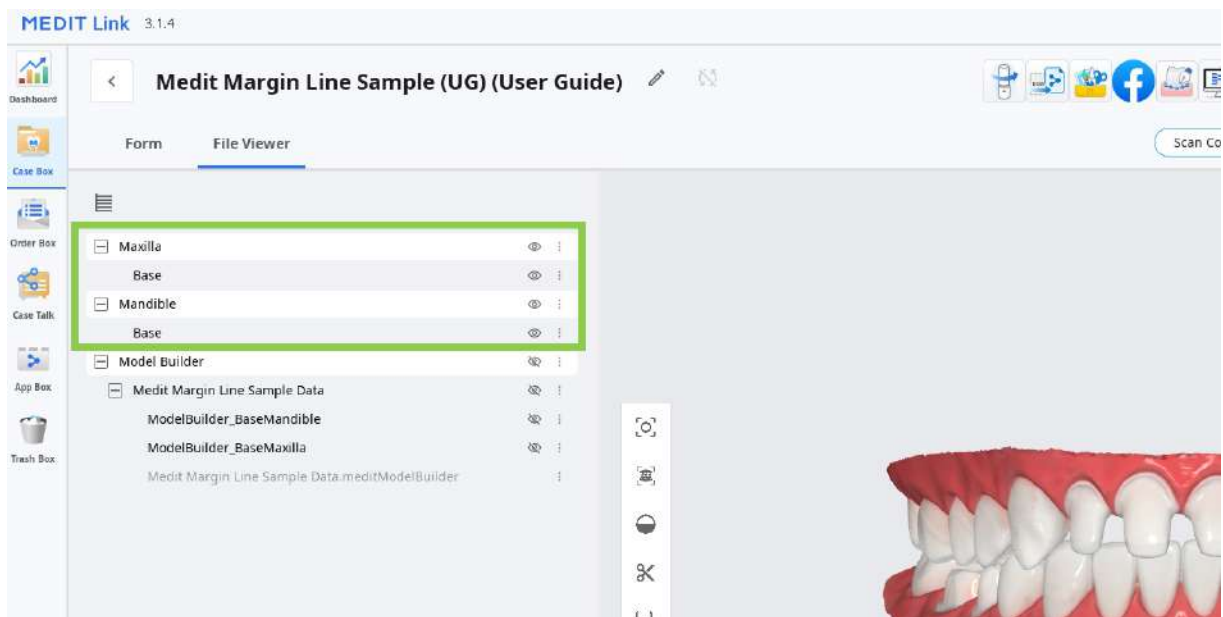 MEDIT Link 3.1.4
Dashboard
Case Box
Order Box
Case Talk
App Box
Trash Box
Medit Margin Line Sample (UG) (User Guide)
Form File Viewer
Scan Co
Maxilla
Base
Mandible
Base
Model Builder
Medit Margin Line Sample Data
ModelBuilder_BaseMandible
ModelBuilder_BaseMaxilla
Medit Margin Line Sample Data.meditModelBuilder